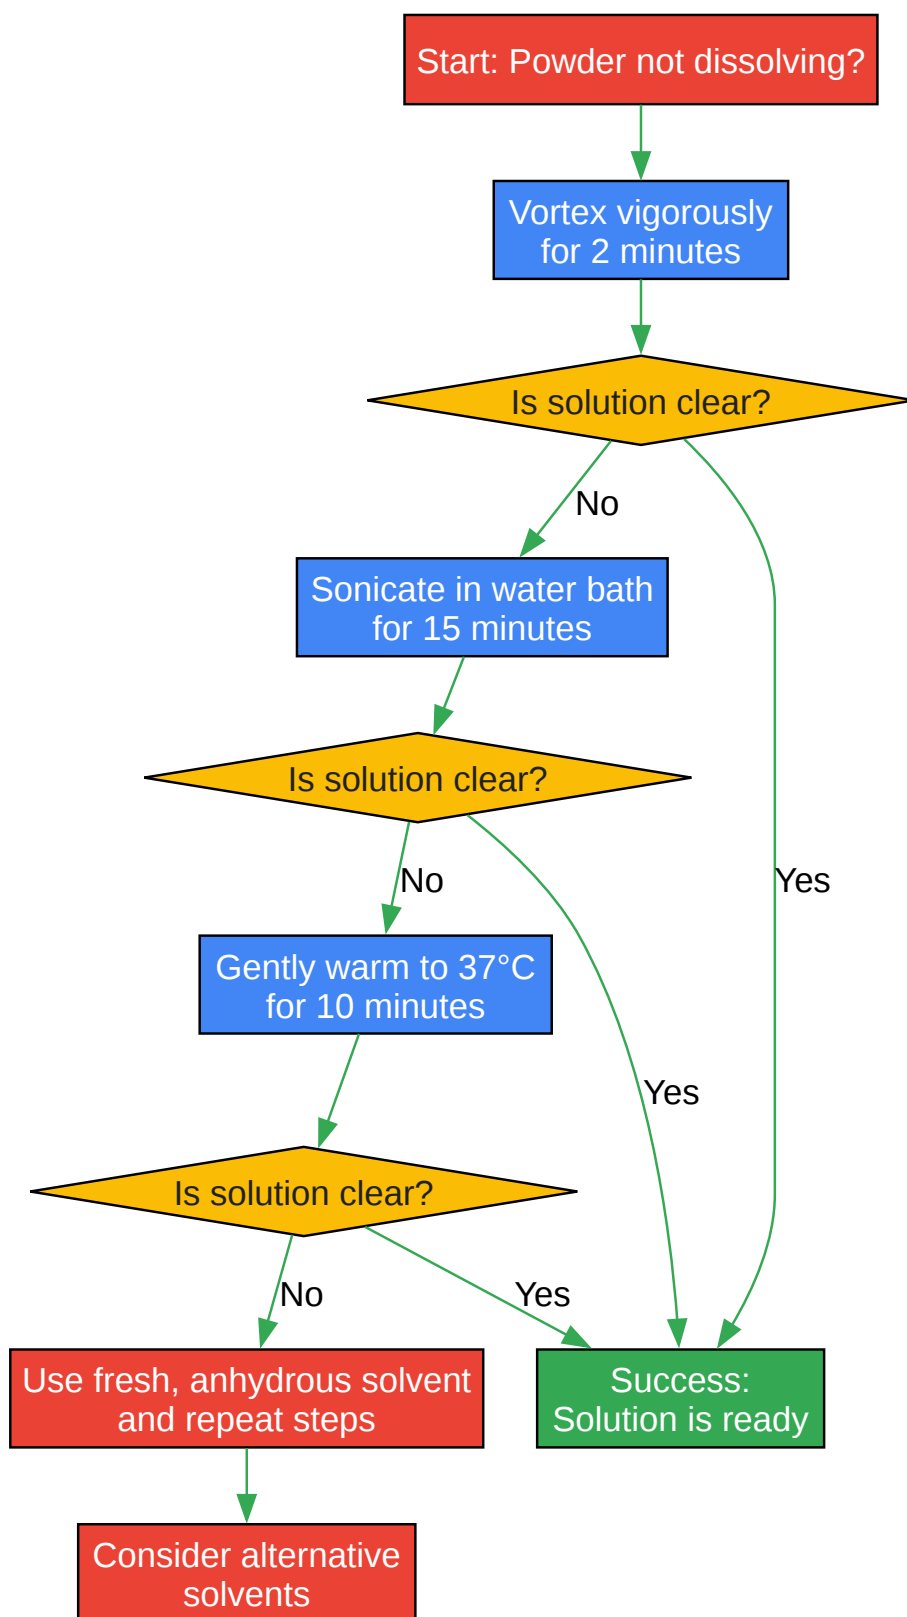 Start: Powder not dissolving?
Vortex vigorously
for 2 minutes
Is solution clear?
No
Sonicate in water bath
for 15 minutes
Is solution clear?
No
Yes
Gently warm to 37°C
for 10 minutes
Yes
Is solution clear?
No
Yes
Use fresh, anhydrous solvent
and repeat steps
Success:
Solution is ready
Consider alternative
solvents